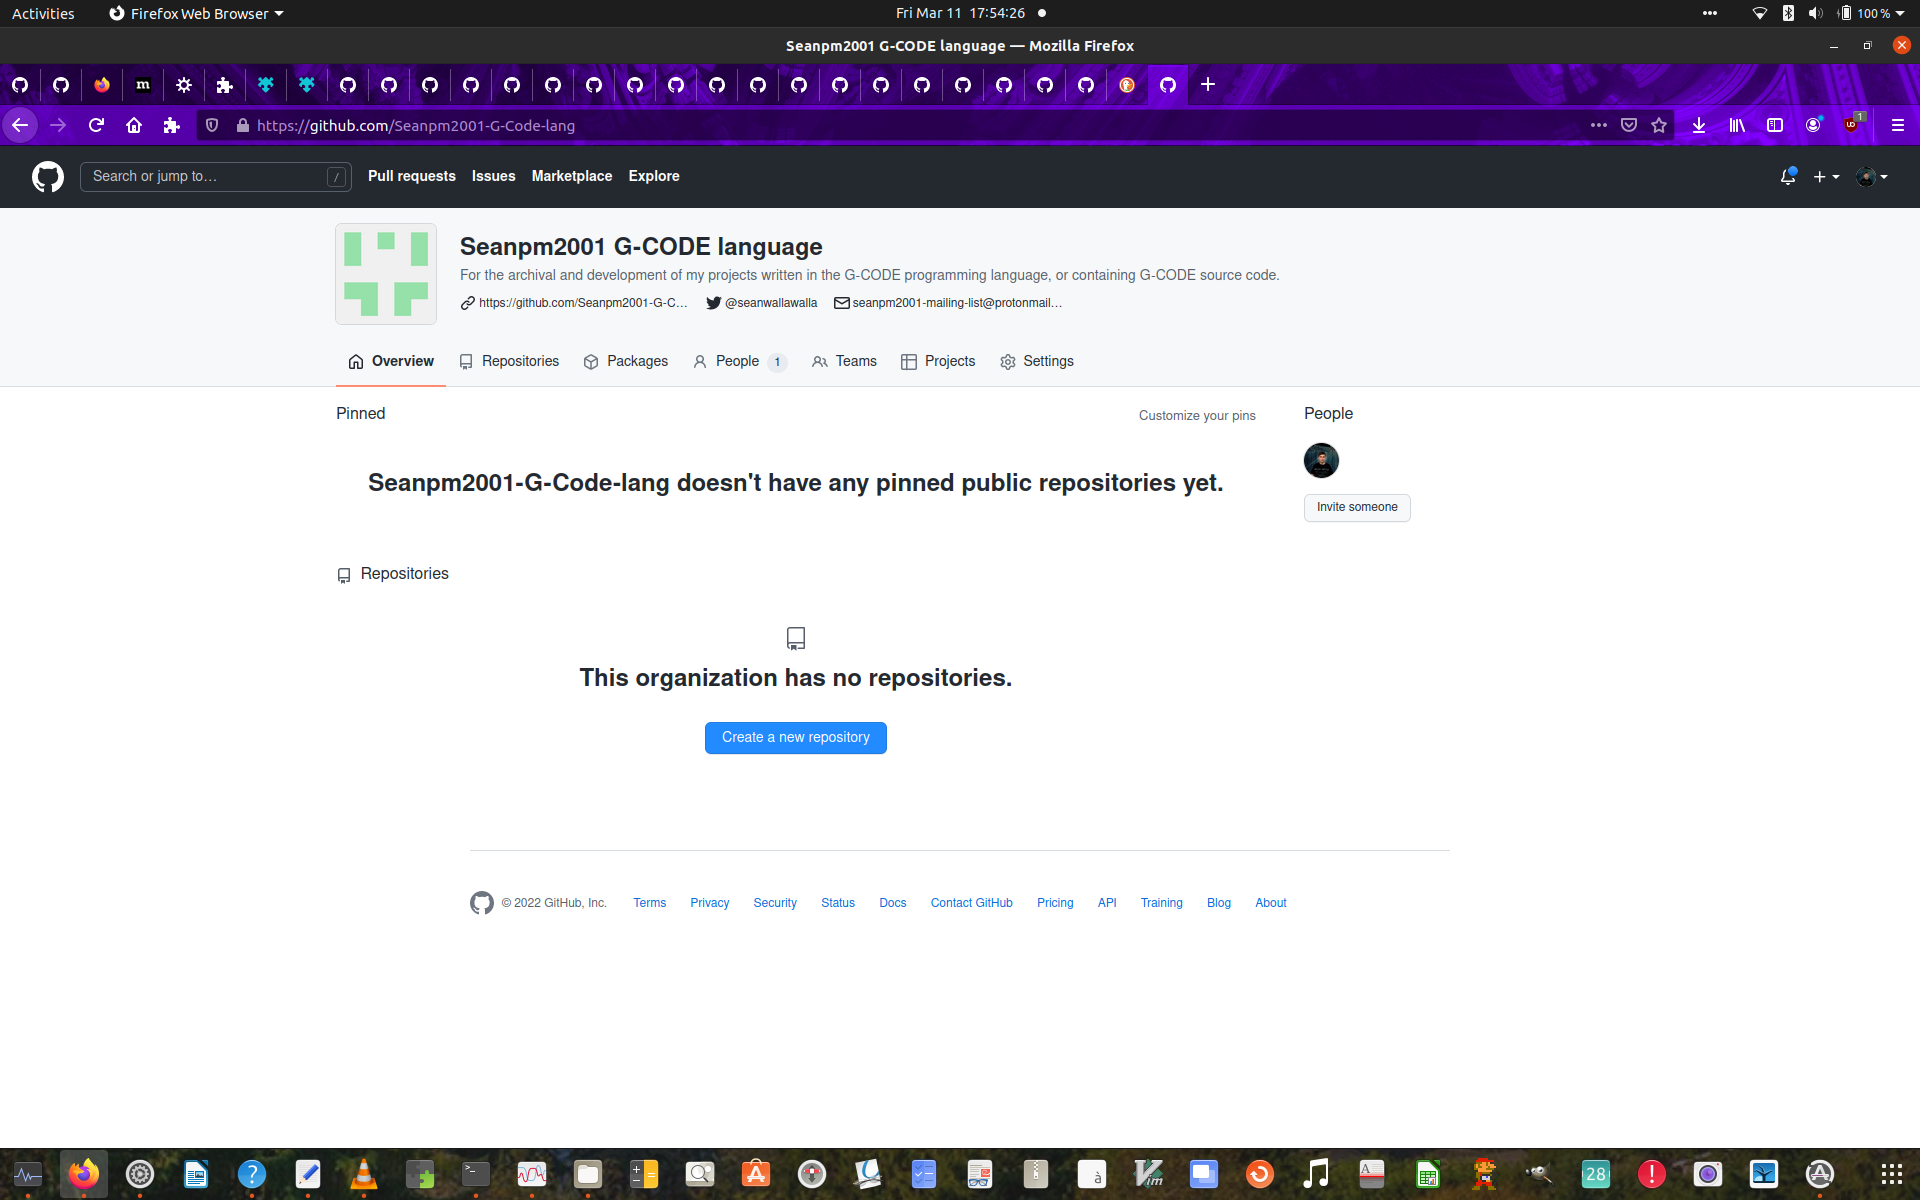 Activities
Firefox Web Browser
Fri Mar 11 17:54:26
100 %
Seanpm2001 G-CODE language — Mozilla Firefox
m
https://github.com/Seanpm2001-G-Code-lang
1
Search or jump to…
/
Pull requests
Issues
Marketplace
Explore
Seanpm2001 G-CODE language
For the archival and development of my projects written in the G-CODE programming language, or containing G-CODE source code.
https://github.com/Seanpm2001-G-C…
@seanwallawalla
seanpm2001-mailing-list@protonmail…
Overview
Repositories
Packages
People 1
Teams
Projects
Settings
Pinned
Customize your pins
People
Seanpm2001-G-Code-lang doesn't have any pinned public repositories yet.
Invite someone
Repositories
This organization has no repositories.
Create a new repository
© 2022 GitHub, Inc.
Terms
Privacy
Security
Status
Docs
Contact GitHub
Pricing
API
Training
Blog
About
?
>_
à
Vim
A
28
!